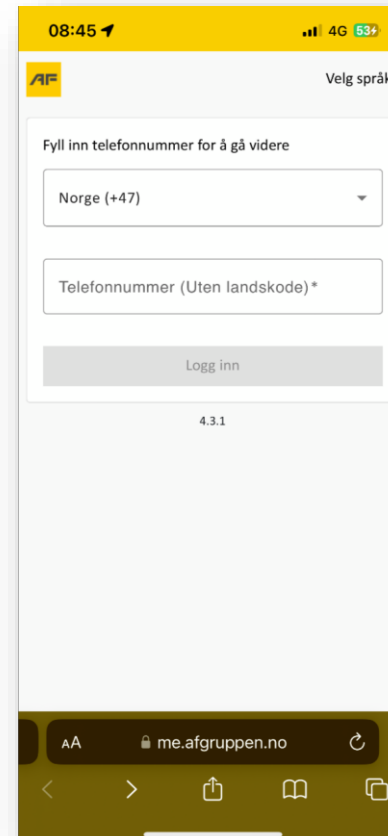 08:45 4G 53
AF Velg språk
Fyll inn telefonnummer for å gå videre
Norge (+47)
Telefonnummer (Uten landskode)*
Logg inn
4.3.1
AA me.afgruppen.no